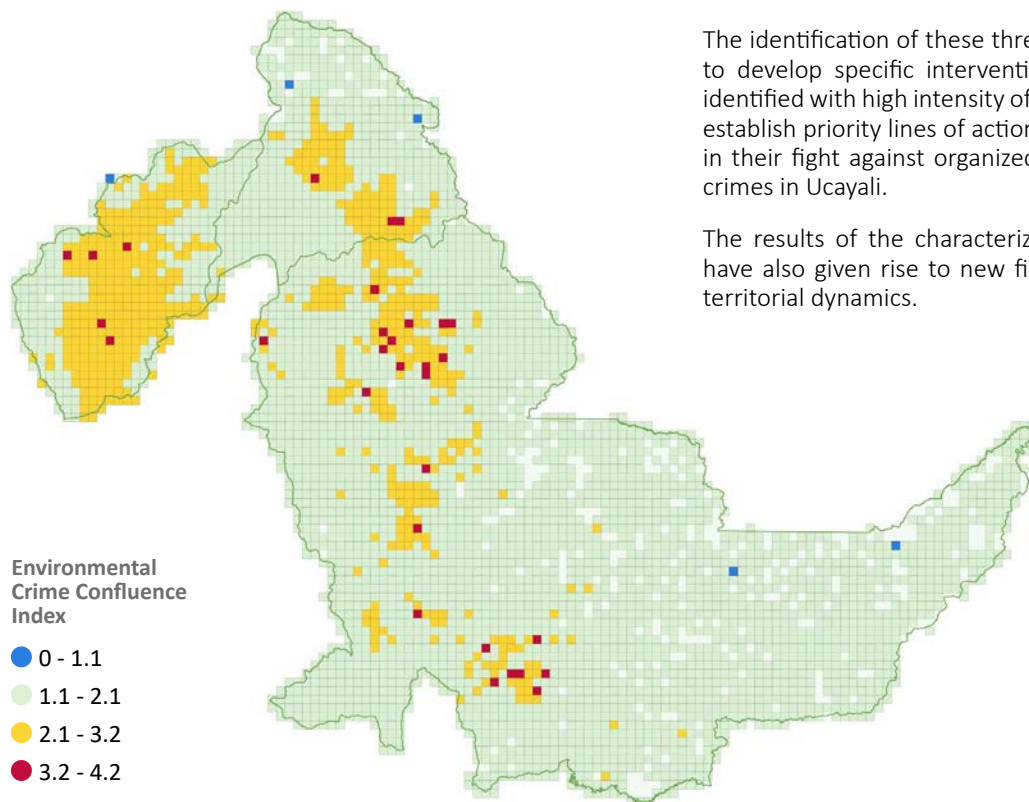 The identification of these thre
to develop specific interventi
identified with high intensity of
establish priority lines of action
in their fight against organized
crimes in Ucayali.
The results of the characteriz
have also given rise to new fi
territorial dynamics.
Environmental
Crime Confluence
Index
0 - 1.1
1.1 - 2.1
2.1 - 3.2
3.2 - 4.2